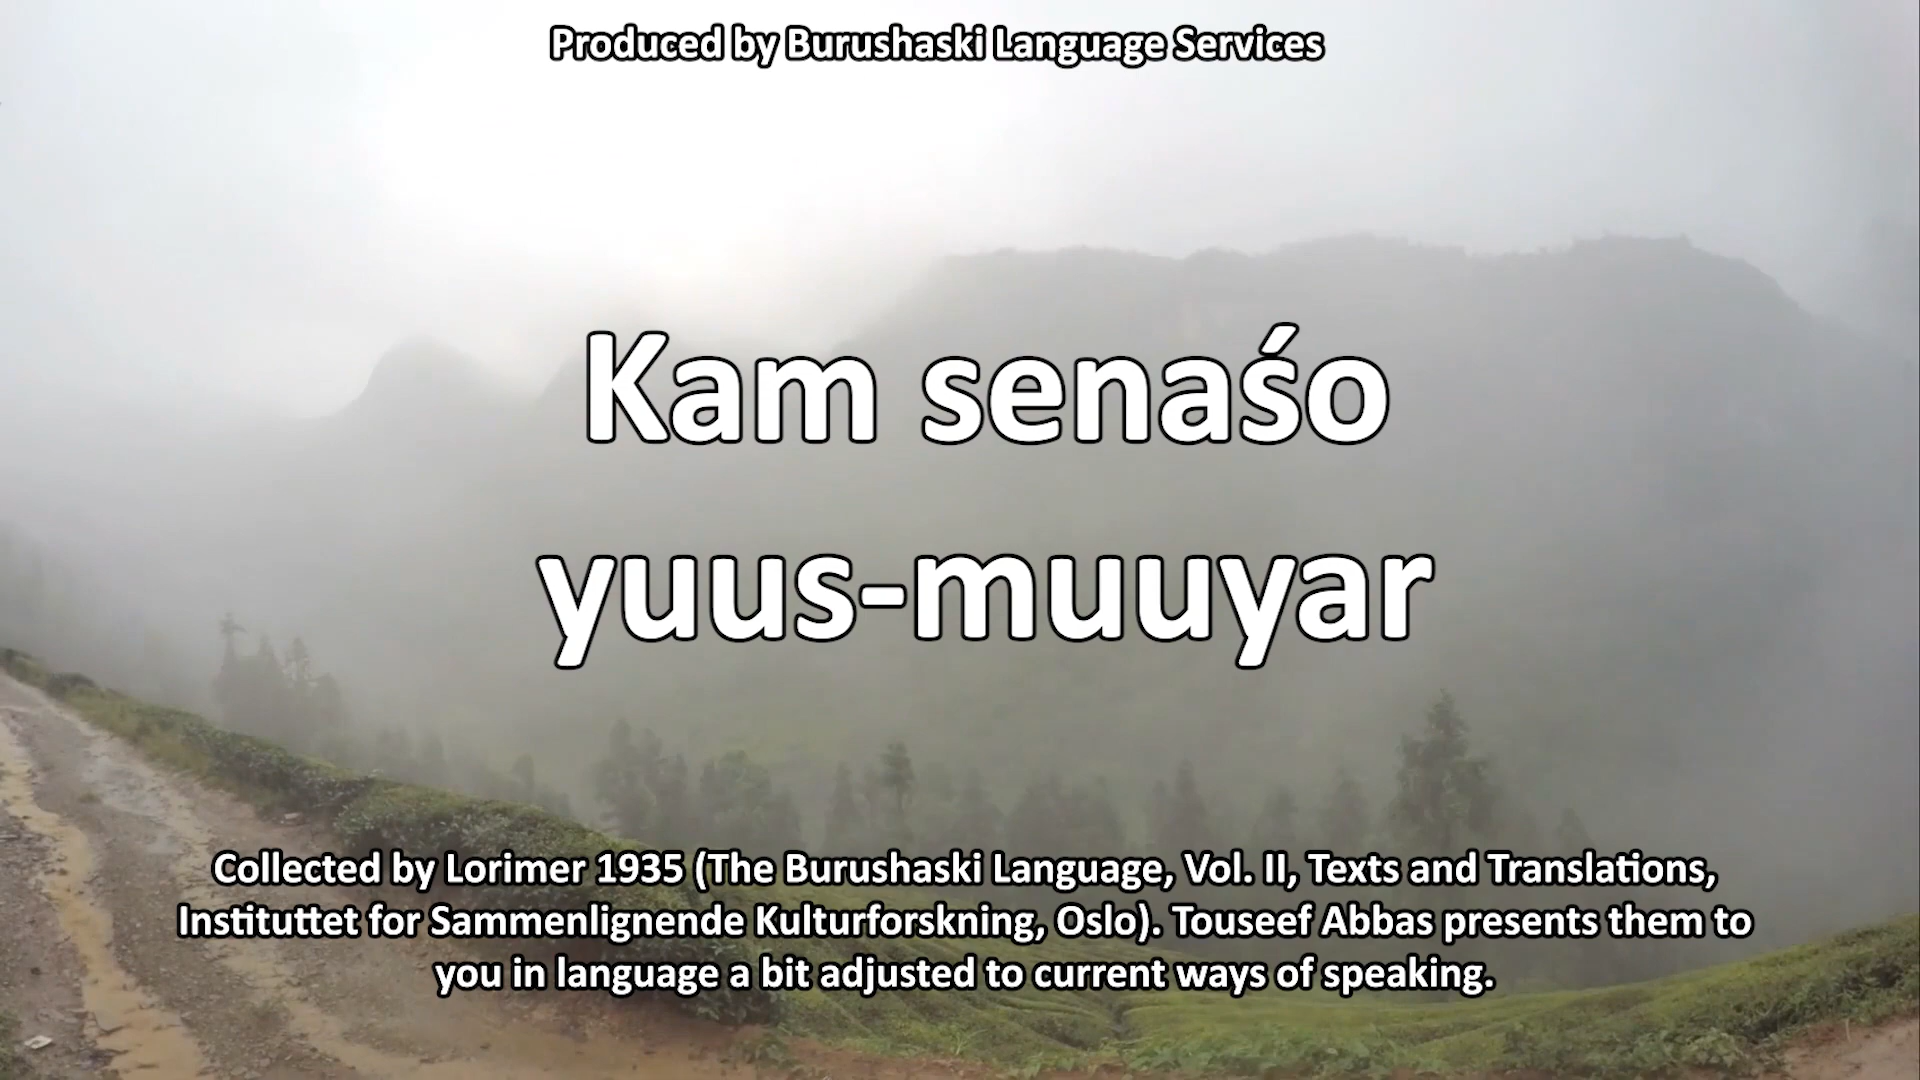 Produced by Burushaski Language Services
Kam senaśo
yuus-muuyar
Collected by Lorimer 1935 (The Burushaski Language, Vol. II, Texts and Translations,
Instituttet for Sammenlignende Kulturforskning, Oslo). Touseef Abbas presents them to
you in language a bit adjusted to current ways of speaking.